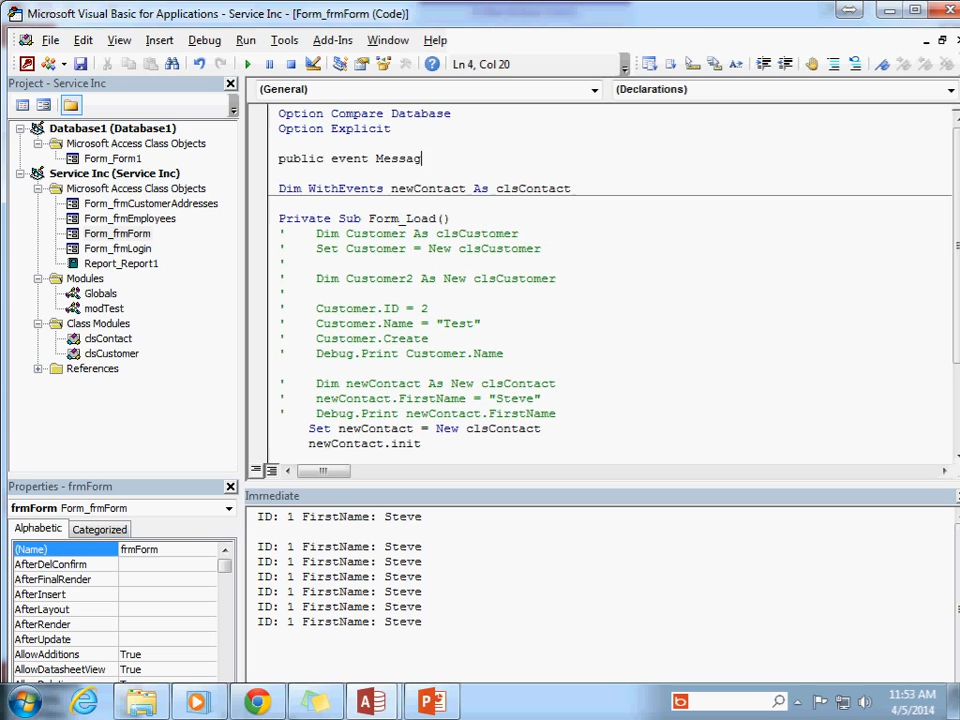 Microsoft Visual Basic for Applications - Service Inc - [Form_frmForm (Code)]
File Edit View Insert Debug Run Tools Add-Ins Window Help
Ln 4, Col 20
Project - Service Inc
Database1 (Database1)
Microsoft Access Class Objects
Form_Form1
Service Inc (Service Inc)
Microsoft Access Class Objects
Form_frmCustomerAddresses
Form_frmEmployees
Form_frmForm
Form_frmLogin
Report_Report1
Modules
Globals
modTest
Class Modules
clsContact
clsCustomer
References
Properties - frmForm
frmForm Form_frmForm
Alphabetic Categorized
(Name) frmForm
AfterDelConfirm
AfterFinalRender
AfterInsert
AfterLayout
AfterRender
AfterUpdate
AllowAdditions True
AllowDatasheetView True
(General) (Declarations)
Option Compare Database
Option Explicit
public event Messag
Dim WithEvents newContact As clsContact
Private Sub Form_Load()
'    Dim Customer As clsCustomer
'    Set Customer = New clsCustomer
'
'    Dim Customer2 As New clsCustomer
'
'    Customer.ID = 2
'    Customer.Name = "Test"
'    Customer.Create
'    Debug.Print Customer.Name
'    Dim newContact As New clsContact
'    newContact.FirstName = "Steve"
'    Debug.Print newContact.FirstName
Set newContact = New clsContact
newContact.init
Immediate
ID: 1 FirstName: Steve
ID: 1 FirstName: Steve
ID: 1 FirstName: Steve
ID: 1 FirstName: Steve
ID: 1 FirstName: Steve
ID: 1 FirstName: Steve
ID: 1 FirstName: Steve
11:53 AM
4/5/2014